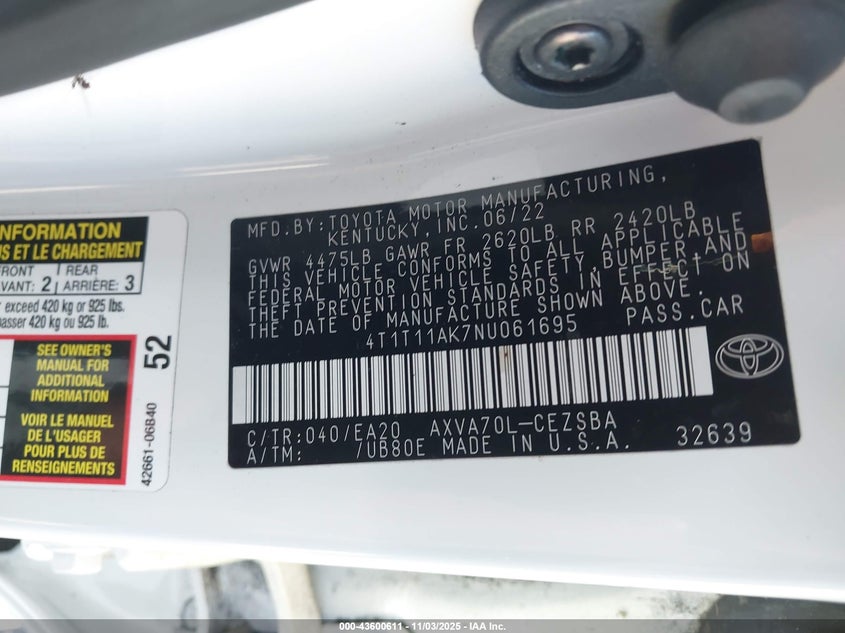 INFORMATION
US ET LE CHARGEMENT
FRONT REAR
AVANT: 2 ARRIÈRE: 3
exceed 420 kg or 925 lbs.
passer 420 kg ou 925 lb.
SEE OWNER'S
MANUAL FOR
ADDITIONAL
INFORMATION
VOIR LE MANUEL
DE L'USAGER
POUR PLUS DE
RENSEIGNEMENTS
52
42661-06B40
MFD.BY:TOYOTA MOTOR MANUFACTURING,
KENTUCKY,INC.06/22
GVWR 4475LB GAWR FR 2620LB RR 2420LB
THIS VEHICLE CONFORMS TO ALL APPLICABLE
FEDERAL MOTOR VEHICLE SAFETY,BUMPER AND
THEFT PREVENTION STANDARDS IN EFFECT ON
THE DATE OF MANUFACTURE SHOWN ABOVE.
4T1T11AK7NU061695 PASS.CAR
C/TR:040/EA20 AXVA70L-CEZSBA
A/TM: /UB80E MADE IN U.S.A. 32639
000-43600611 - 11/03/2025 - IAA Inc.